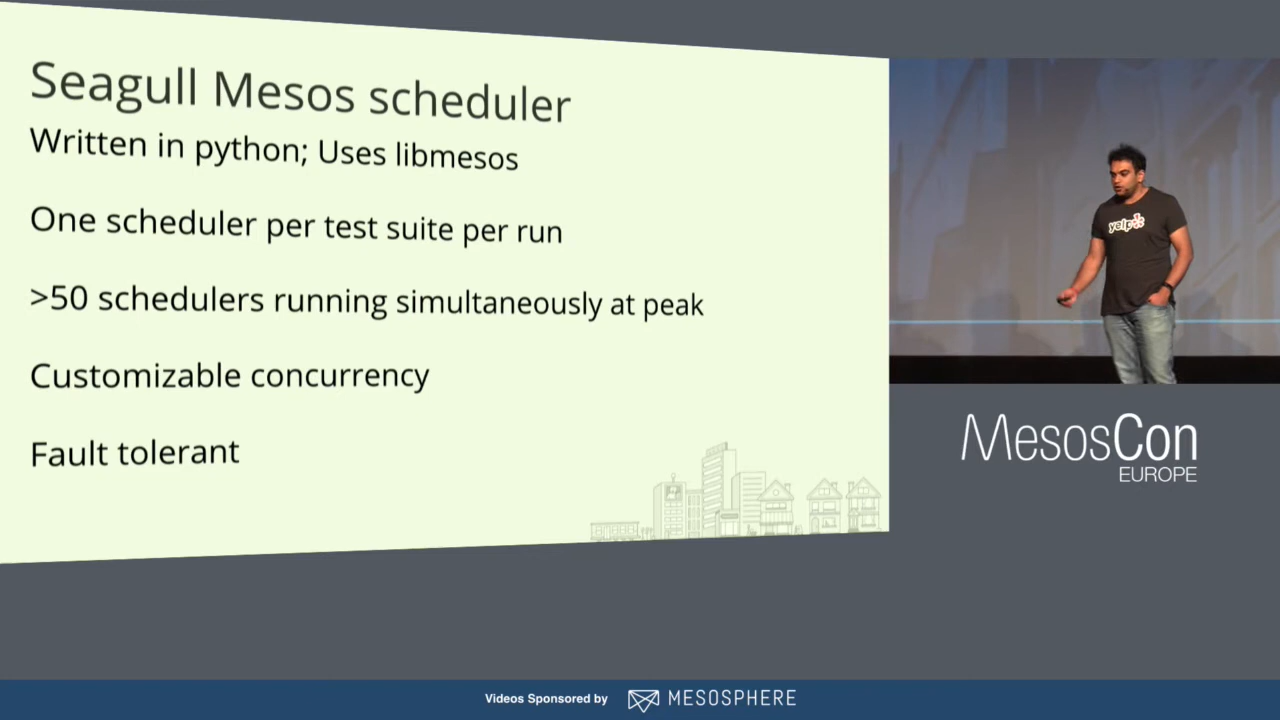 Seagull Mesos scheduler
Written in python; Uses libmesos
One scheduler per test suite per run
>50 schedulers running simultaneously at peak
Customizable concurrency
Fault tolerant
yelp
MesosCon
EUROPE
Videos Sponsored by MESOSPHERE